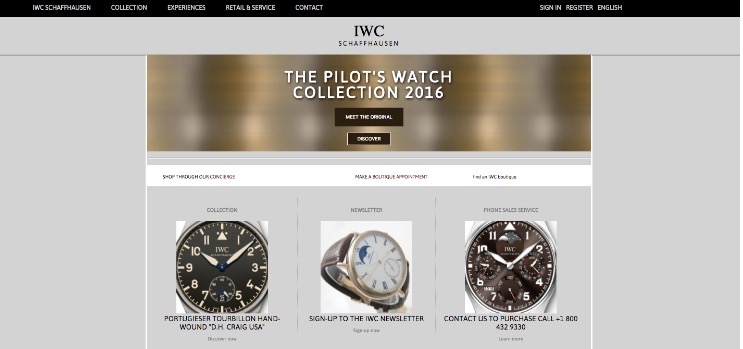 IWC SCHAFFHAUSEN COLLECTION EXPERIENCES RETAIL & SERVICE CONTACT SIGN IN REGISTER ENGLISH
IWC
SCHAFFHAUSEN
THE PILOT'S WATCH
COLLECTION 2016
MEET THE ORIGINAL
DISCOVER
SHOP THROUGH OUR CONCIERGE MAKE A BOUTIQUE APPOINTMENT find an IWC boutique
COLLECTION NEWSLETTER PHONE SALES SERVICE
PORTUGIESER TOURBILLON HAND-
WOUND "D.H. CRAIG USA"
Discover now
SIGN-UP TO THE IWC NEWSLETTER
Sign up now
CONTACT US TO PURCHASE CALL +1 800
432 9330
Learn more